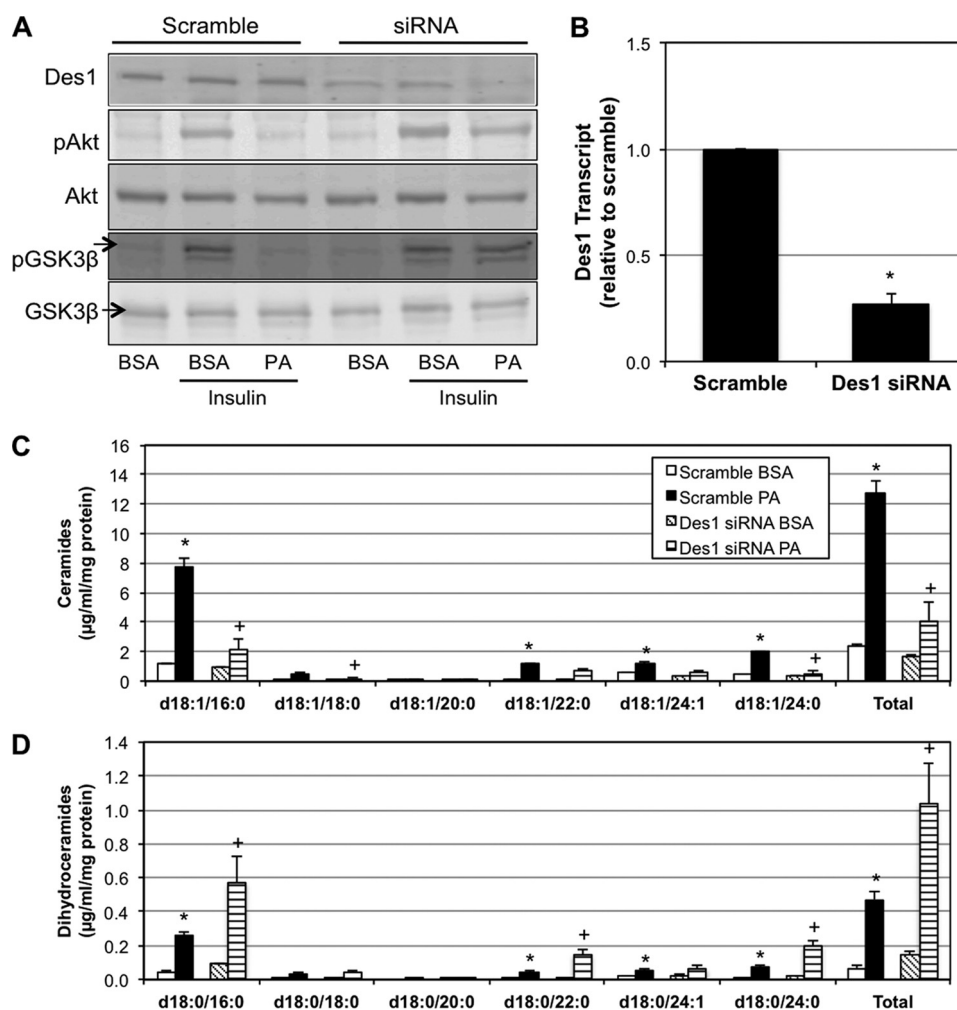 A
Scramble siRNA
Des1
pAkt
Akt
pGSK3β
GSK3β
BSA BSA PA BSA BSA PA
Insulin Insulin
B
Des1 Transcript
(relative to scramble)
1.5
1.0
0.5
0.0
*
Scramble Des1 siRNA
C
Ceramides
(µg/ml/mg protein)
16
14
12
10
8
6
4
2
0
Scramble BSA
Scramble PA
Des1 siRNA BSA
Des1 siRNA PA
* + + * * * + * +
d18:1/16:0 d18:1/18:0 d18:1/20:0 d18:1/22:0 d18:1/24:1 d18:1/24:0 Total
D
Dihydroceramides
(µg/ml/mg protein)
1.4
1.2
1.0
0.8
0.6
0.4
0.2
0.0
* + * + * * + * +
d18:0/16:0 d18:0/18:0 d18:0/20:0 d18:0/22:0 d18:0/24:1 d18:0/24:0 Total